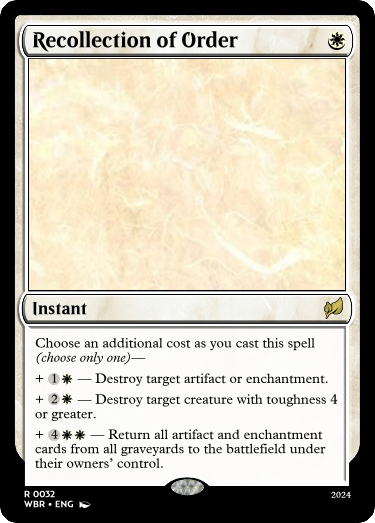 Recollection of Order
Instant
Choose an additional cost as you cast this spell
(choose only one)—
+ 1 — Destroy target artifact or enchantment.
+ 2 — Destroy target creature with toughness 4
or greater.
+ 4 — Return all artifact and enchantment
cards from all graveyards to the battlefield under
their owners' control.
R 0032
2024
WBR • ENG